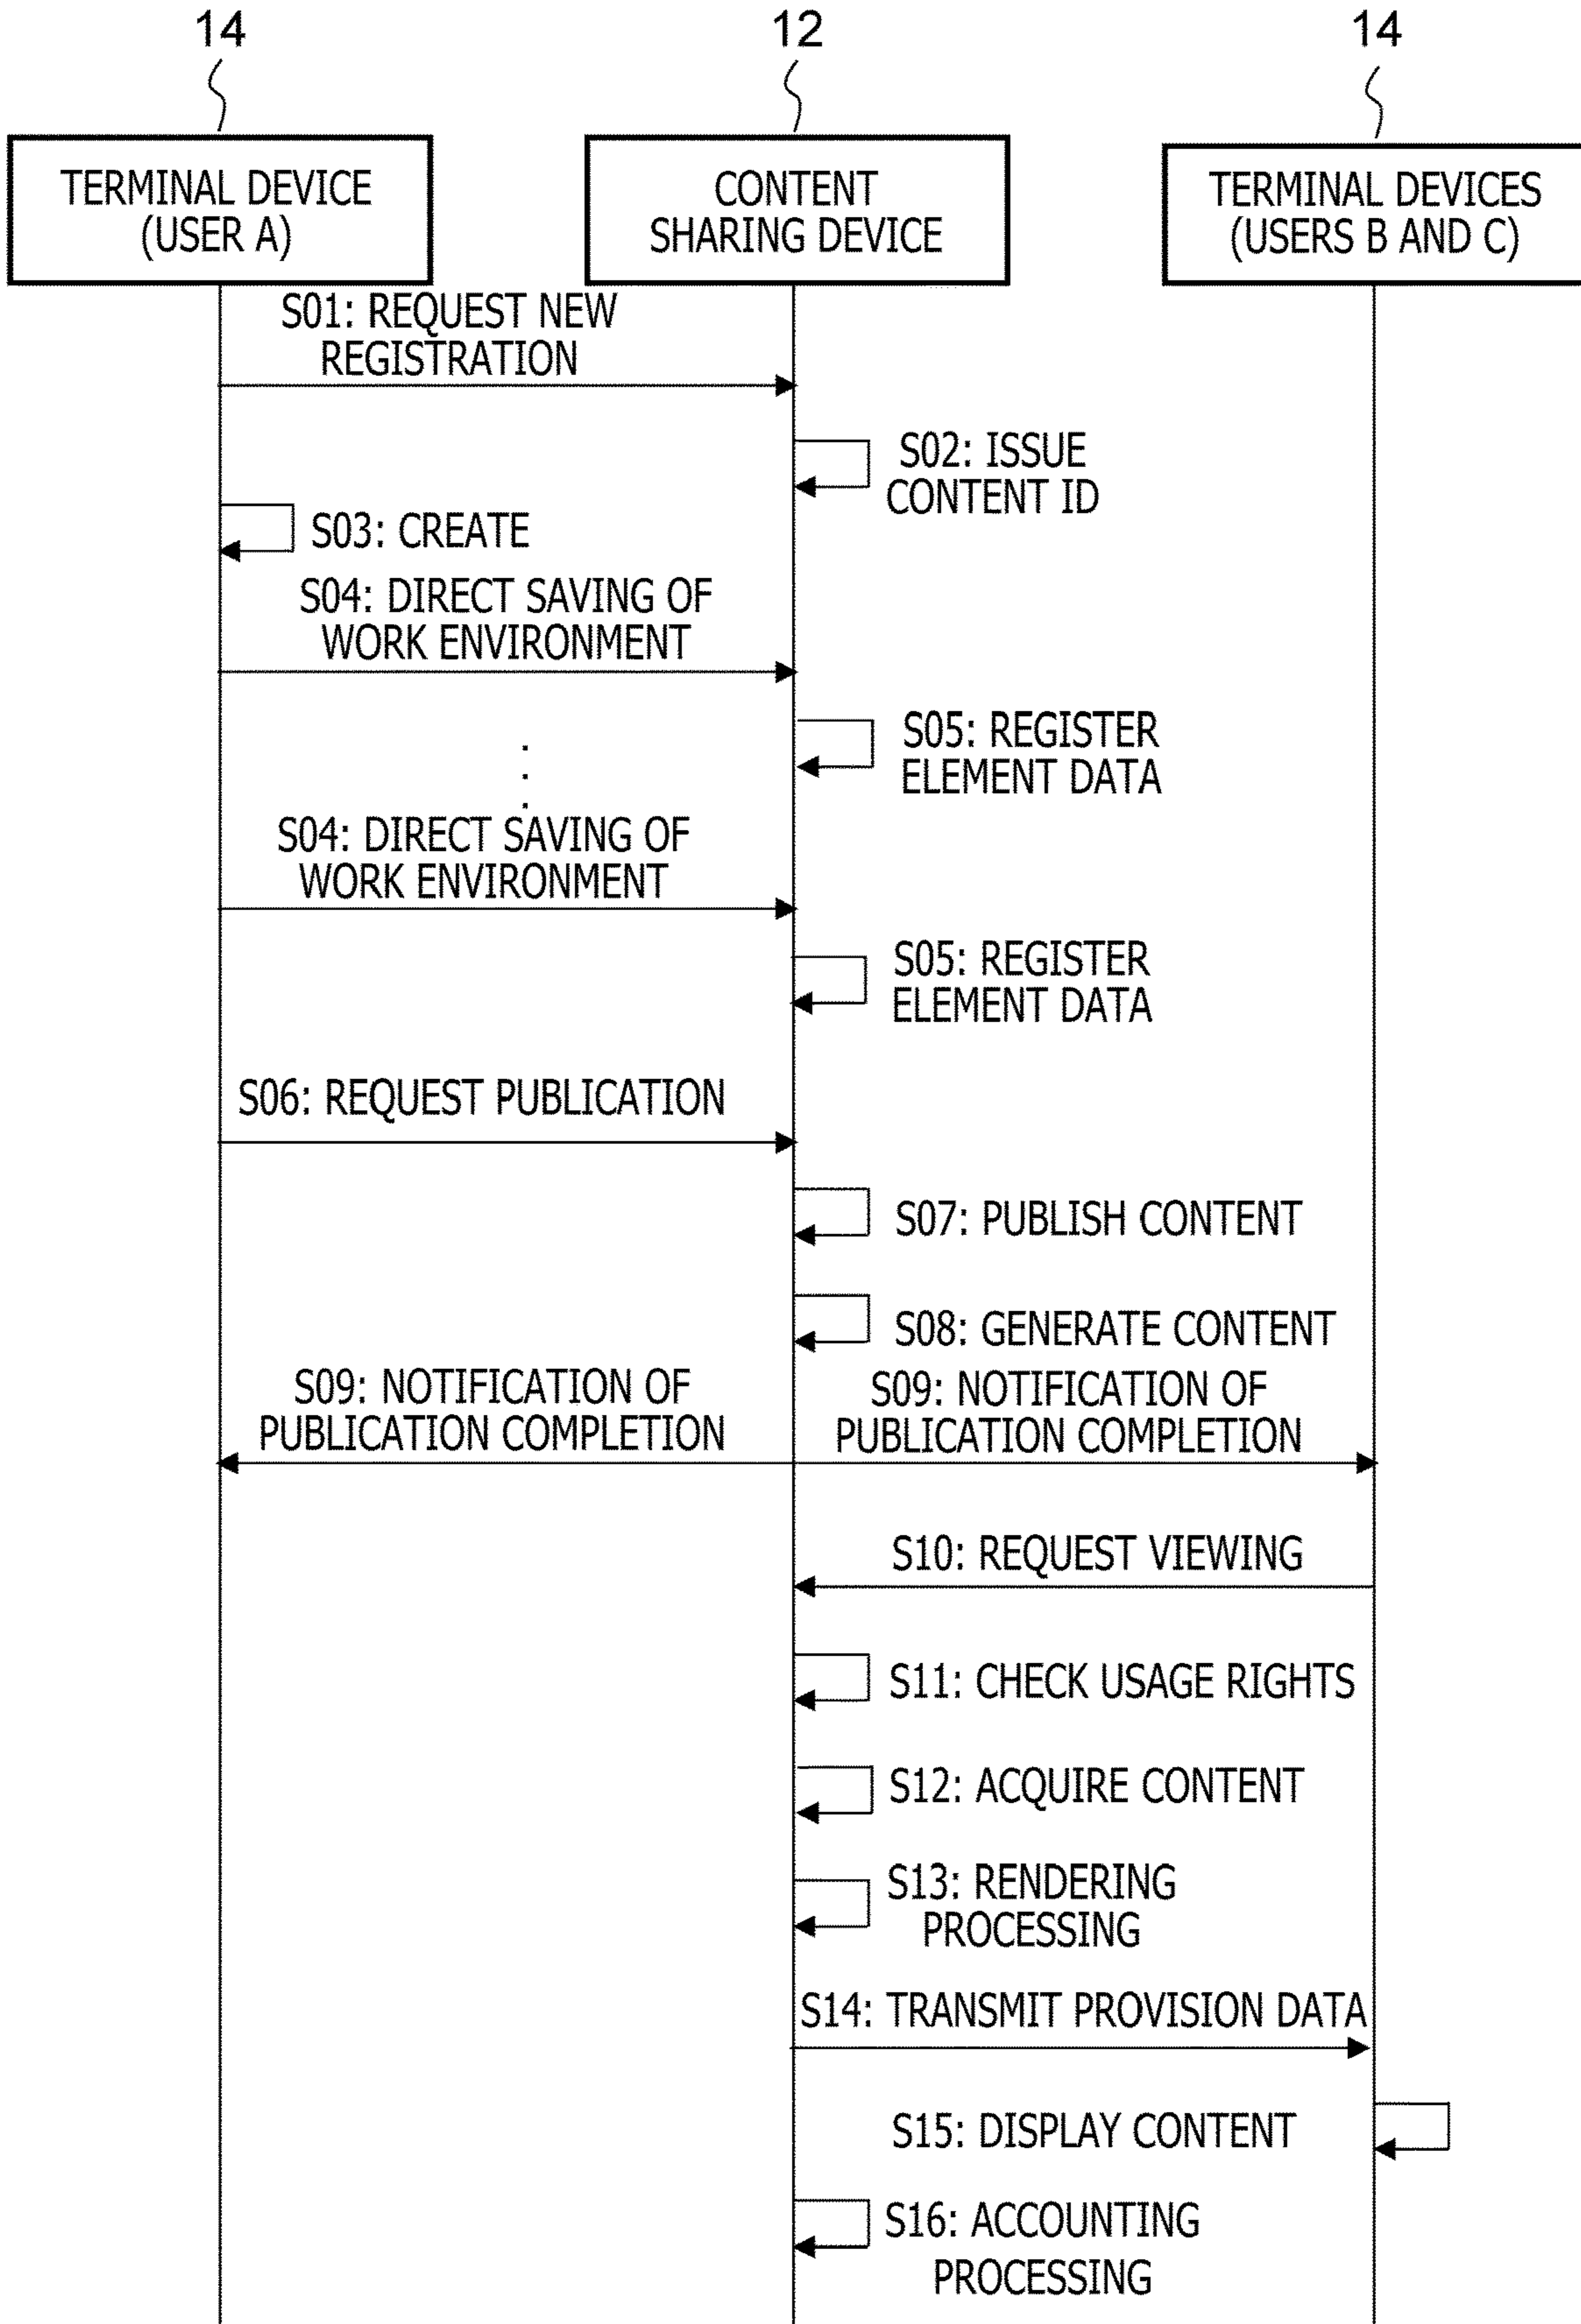 14
12
14
TERMINAL DEVICE
(USER A)
CONTENT
SHARING DEVICE
TERMINAL DEVICES
(USERS B AND C)
S01: REQUEST NEW
REGISTRATION
S02: ISSUE
CONTENT ID
S03: CREATE
S04: DIRECT SAVING OF
WORK ENVIRONMENT
S05: REGISTER
ELEMENT DATA
S04: DIRECT SAVING OF
WORK ENVIRONMENT
S05: REGISTER
ELEMENT DATA
S06: REQUEST PUBLICATION
S07: PUBLISH CONTENT
S08: GENERATE CONTENT
S09: NOTIFICATION OF
PUBLICATION COMPLETION
S09: NOTIFICATION OF
PUBLICATION COMPLETION
S10: REQUEST VIEWING
S11: CHECK USAGE RIGHTS
S12: ACQUIRE CONTENT
S13: RENDERING
PROCESSING
S14: TRANSMIT PROVISION DATA
S15: DISPLAY CONTENT
S16: ACCOUNTING
PROCESSING